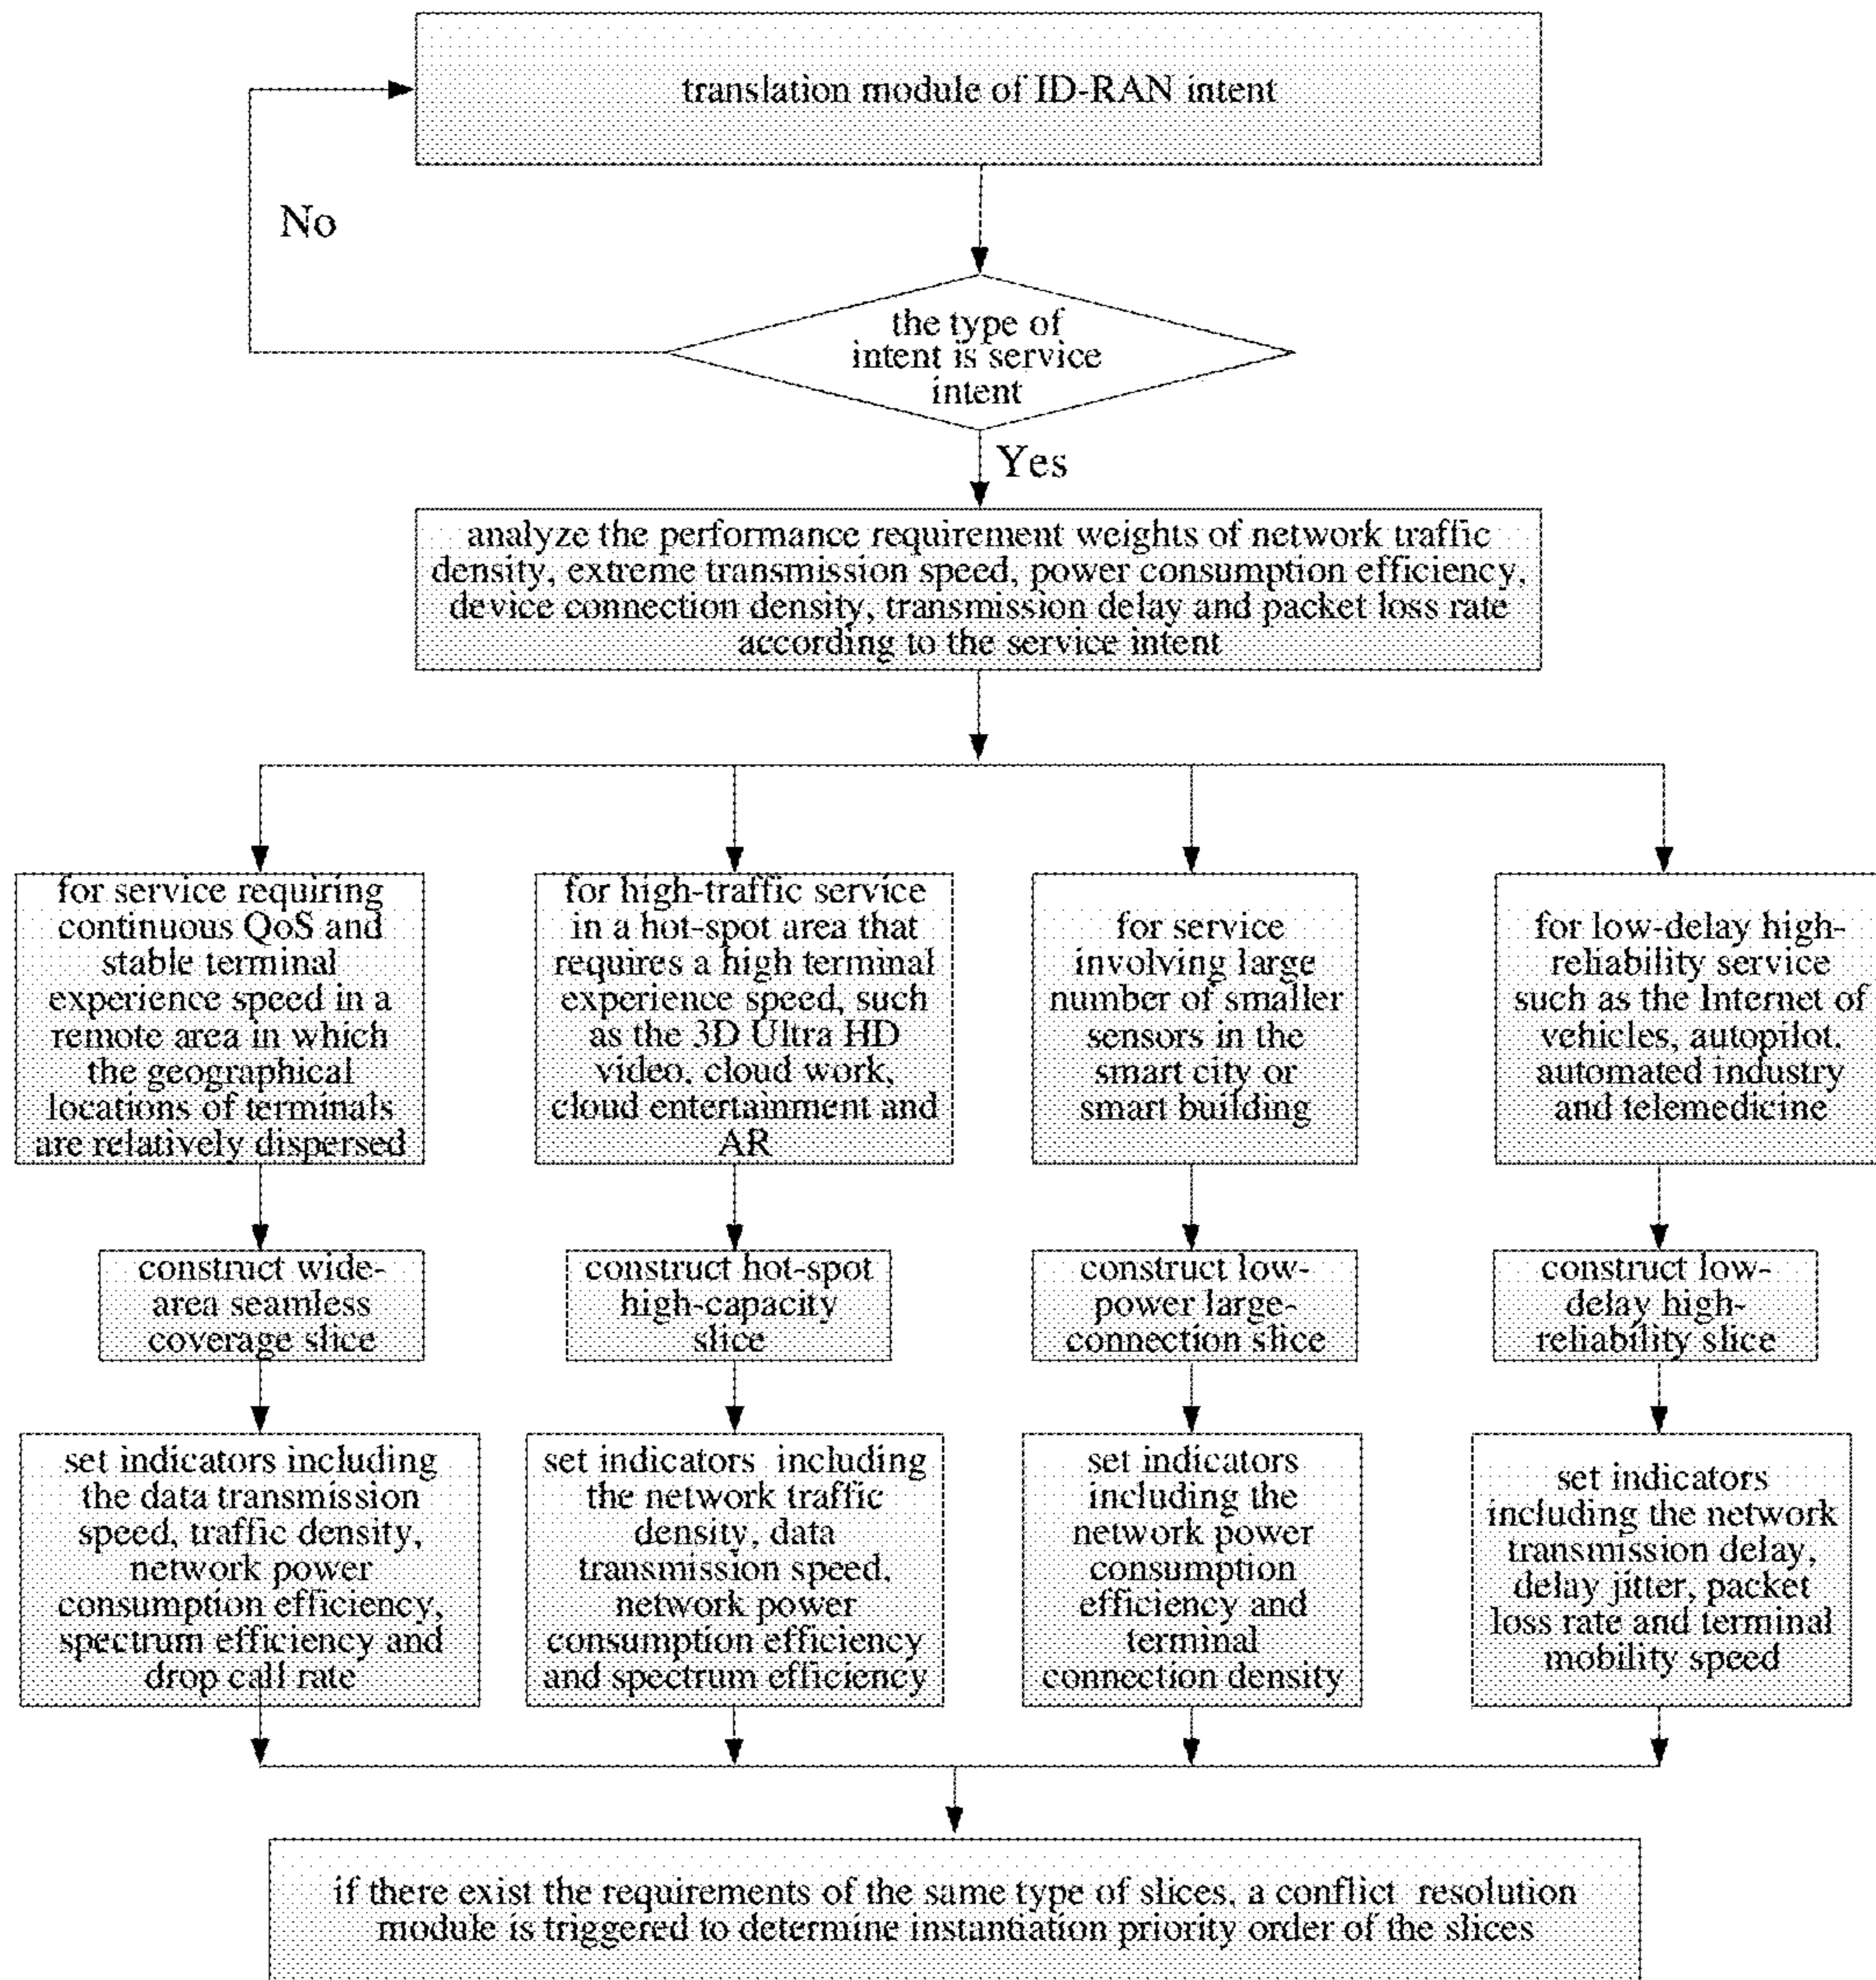 translation module of ID-RAN intent
No
the type of
intent is service
intent
Yes
analyze the performance requirement weights of network traffic
density, extreme transmission speed, power consumption efficiency,
device connection density, transmission delay and packet loss rate
according to the service intent
for service requiring
continuous QoS and
stable terminal
experience speed in a
remote area in which
the geographical
locations of terminals
are relatively dispersed
for high-traffic service
in a hot-spot area that
requires a high terminal
experience speed, such
as the 3D Ultra HD
video, cloud work,
cloud entertainment and
AR
for service
involving large
number of smaller
sensors in the
smart city or
smart building
for low-delay high-
reliability service
such as the Internet of
vehicles, autopilot,
automated industry
and telemedicine
construct wide-
area seamless
coverage slice
construct hot-spot
high-capacity
slice
construct low-
power large-
connection slice
construct low-
delay high-
reliability slice
set indicators including
the data transmission
speed, traffic density,
network power
consumption efficiency,
spectrum efficiency and
drop call rate
set indicators including
the network traffic
density, data
transmission speed,
network power
consumption efficiency
and spectrum efficiency
set indicators
including the
network power
consumption
efficiency and
terminal
connection density
set indicators
including the network
transmission delay,
delay jitter, packet
loss rate and terminal
mobility speed
if there exist the requirements of the same type of slices, a conflict resolution
module is triggered to determine instantiation priority order of the slices